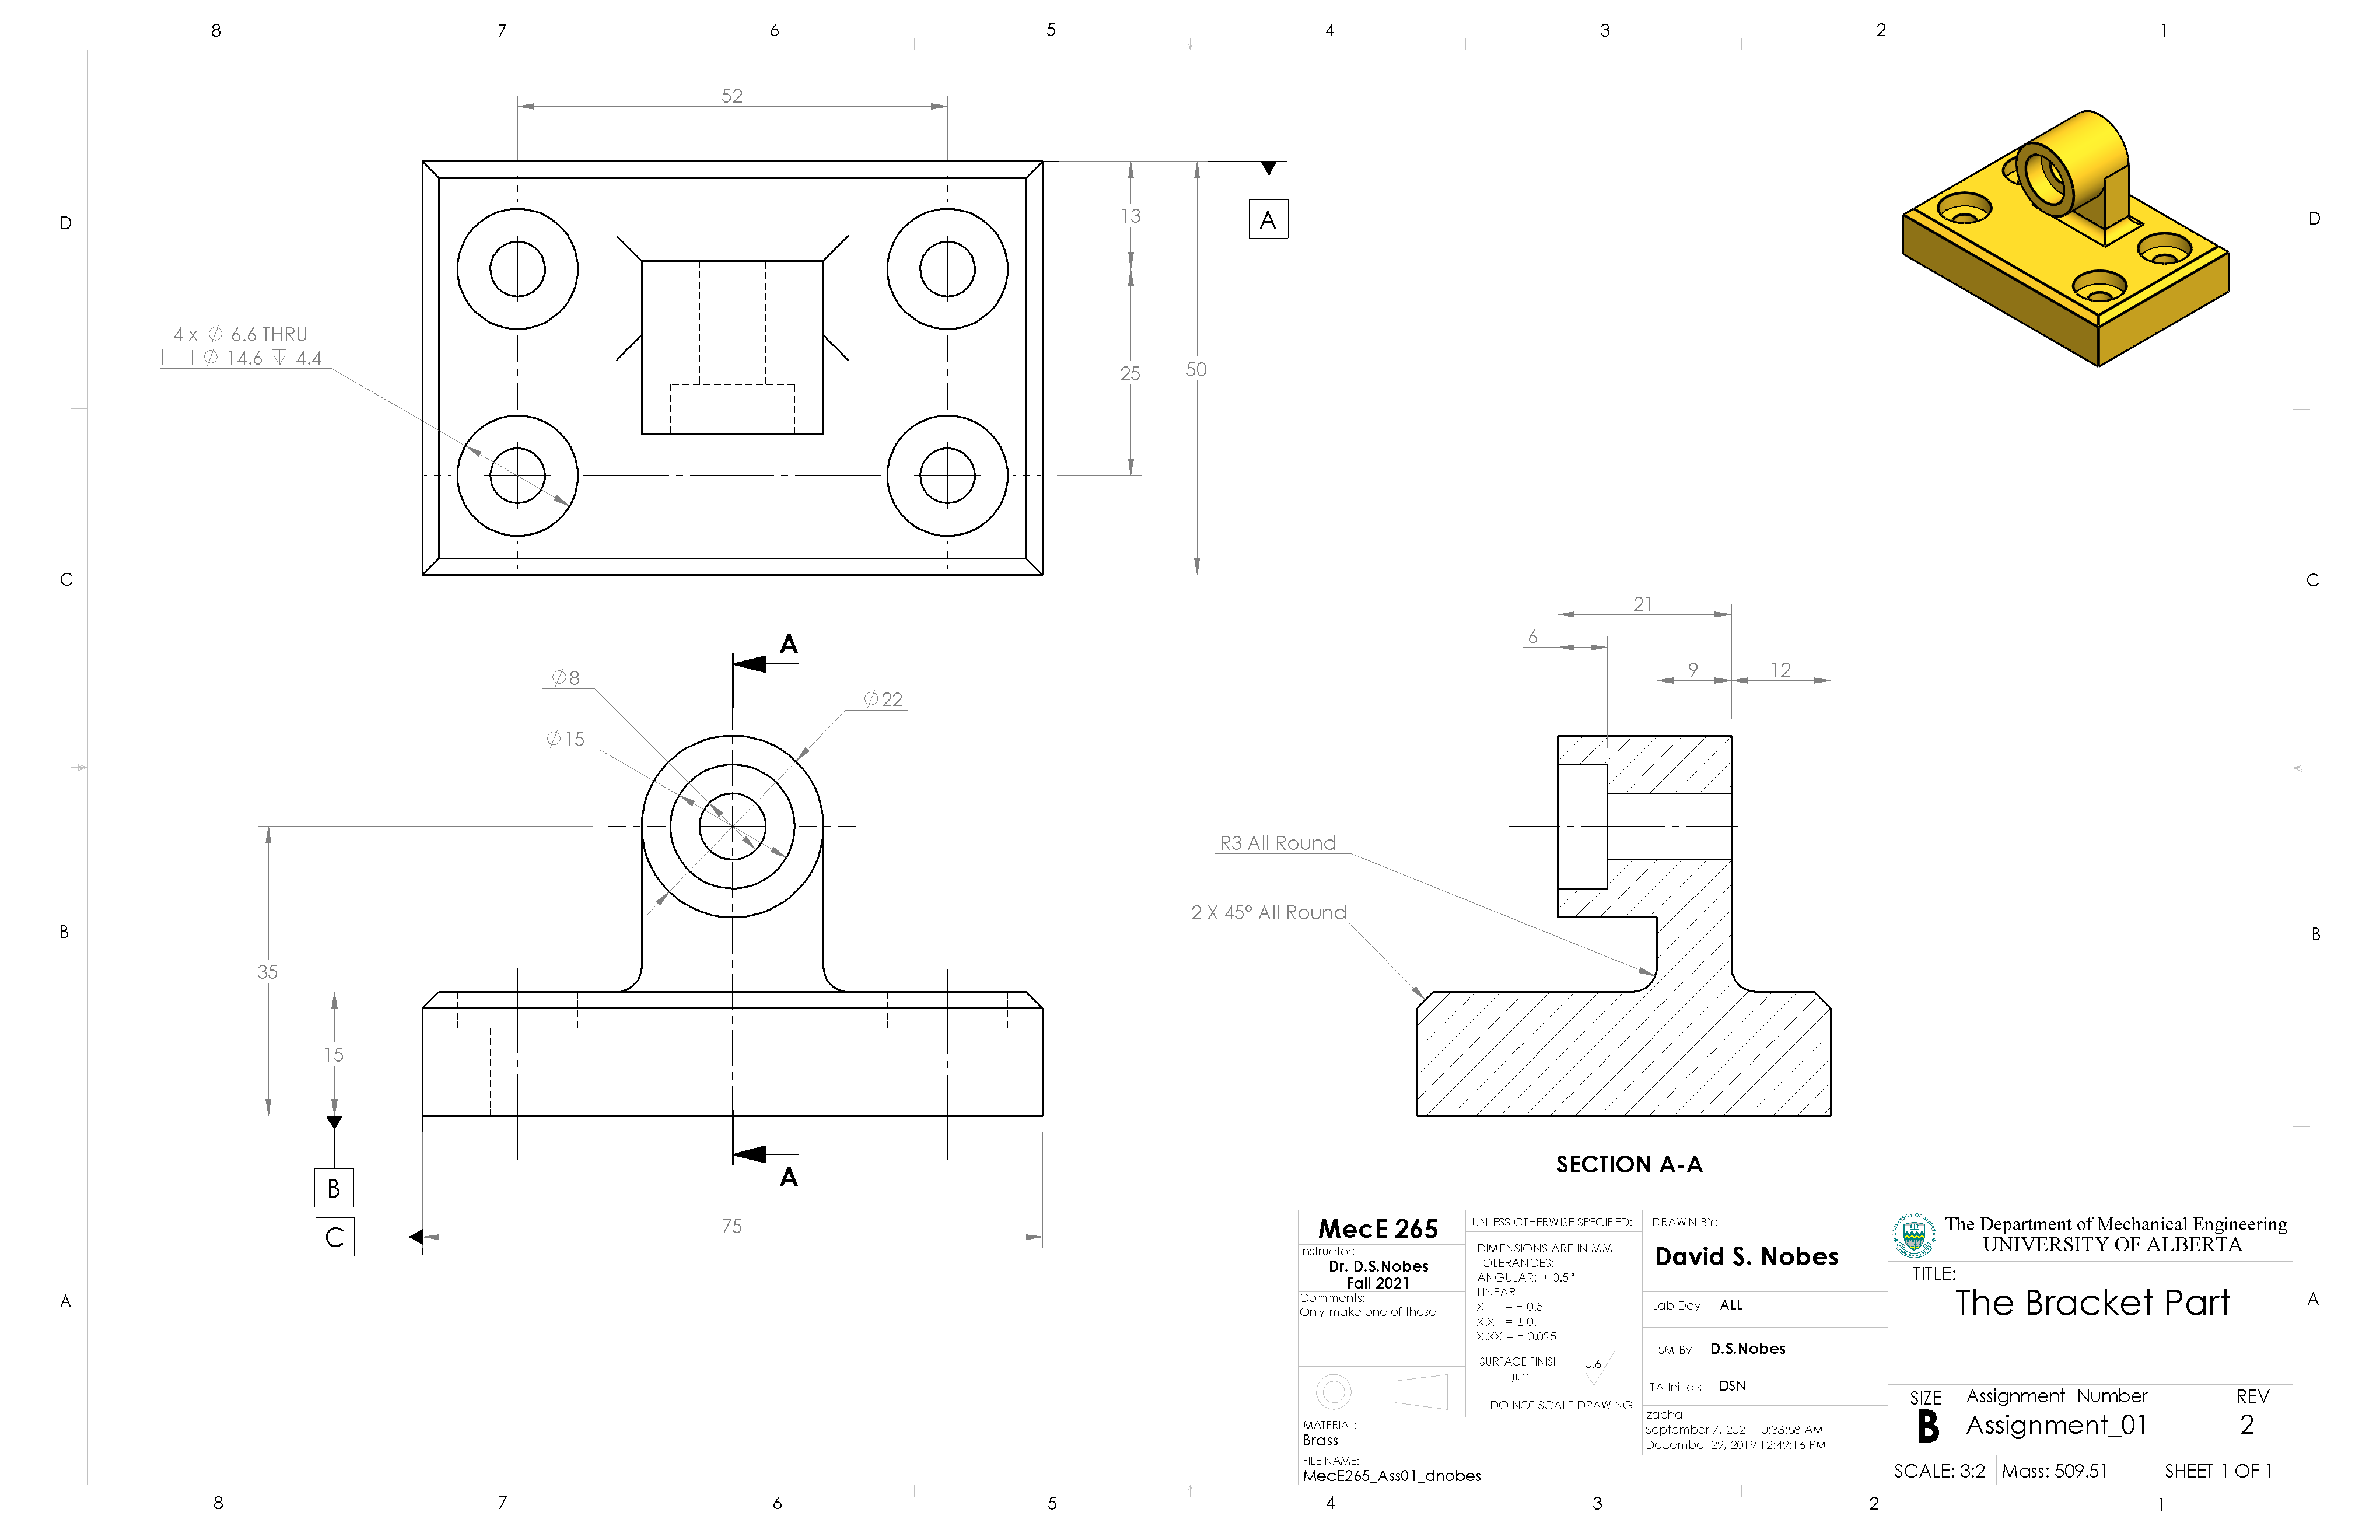 8 7 6 5 4 3 2 1
52
D
13
A
D
4 x Ø 6.6 THRU
⌴ Ø 14.6 ↧ 4.4
25
50
C
C
21
6
9
12
A
Ø8
Ø22
Ø15
R3 All Round
2 X 45° All Round
B
B
35
15
A
SECTION A-A
B
C
75
A
A
MecE 265
Instructor:
Dr. D.S.Nobes
Fall 2021
Comments:
Only make one of these
MATERIAL:
Brass
FILE NAME:
MecE265_Ass01_dnobes
UNLESS OTHERWISE SPECIFIED:
DIMENSIONS ARE IN MM
TOLERANCES:
ANGULAR: ± 0.5°
LINEAR
X = ± 0.5
X.X = ± 0.1
X.XX = ± 0.025
SURFACE FINISH 0.6
µm
DO NOT SCALE DRAWING
DRAWN BY:
David S. Nobes
Lab Day ALL
SM By D.S.Nobes
TA Initials DSN
zacha
September 7, 2021 10:33:58 AM
December 29, 2019 12:49:16 PM
The Department of Mechanical Engineering
UNIVERSITY OF ALBERTA
TITLE:
The Bracket Part
SIZE
B
Assignment Number
Assignment_01
REV
2
SCALE: 3:2 Mass: 509.51 SHEET 1 OF 1
8 7 6 5 4 3 2 1